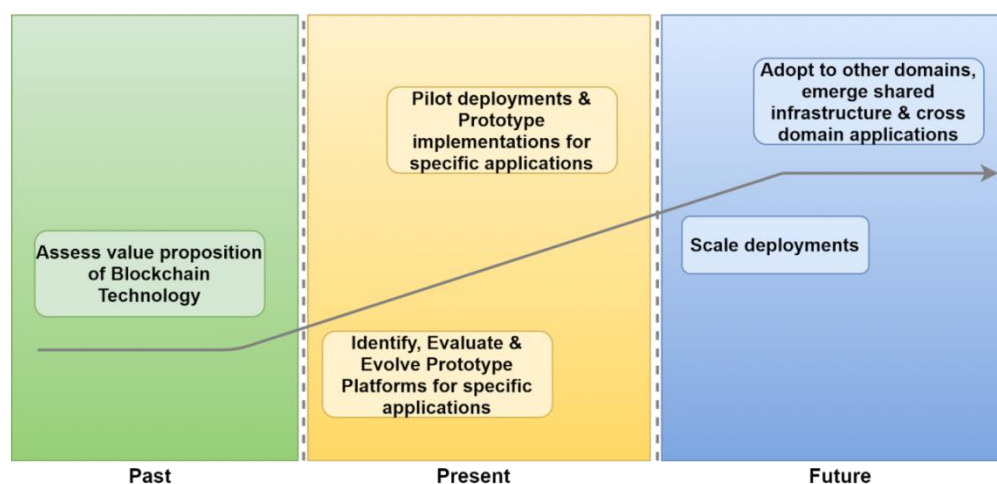 Assess value proposition
of Blockchain
Technology
Pilot deployments &
Prototype
implementations for
specific applications
Identify, Evaluate &
Evolve Prototype
Platforms for specific
applications
Adopt to other domains,
emerge shared
infrastructure & cross
domain applications
Scale deployments
Past
Present
Future